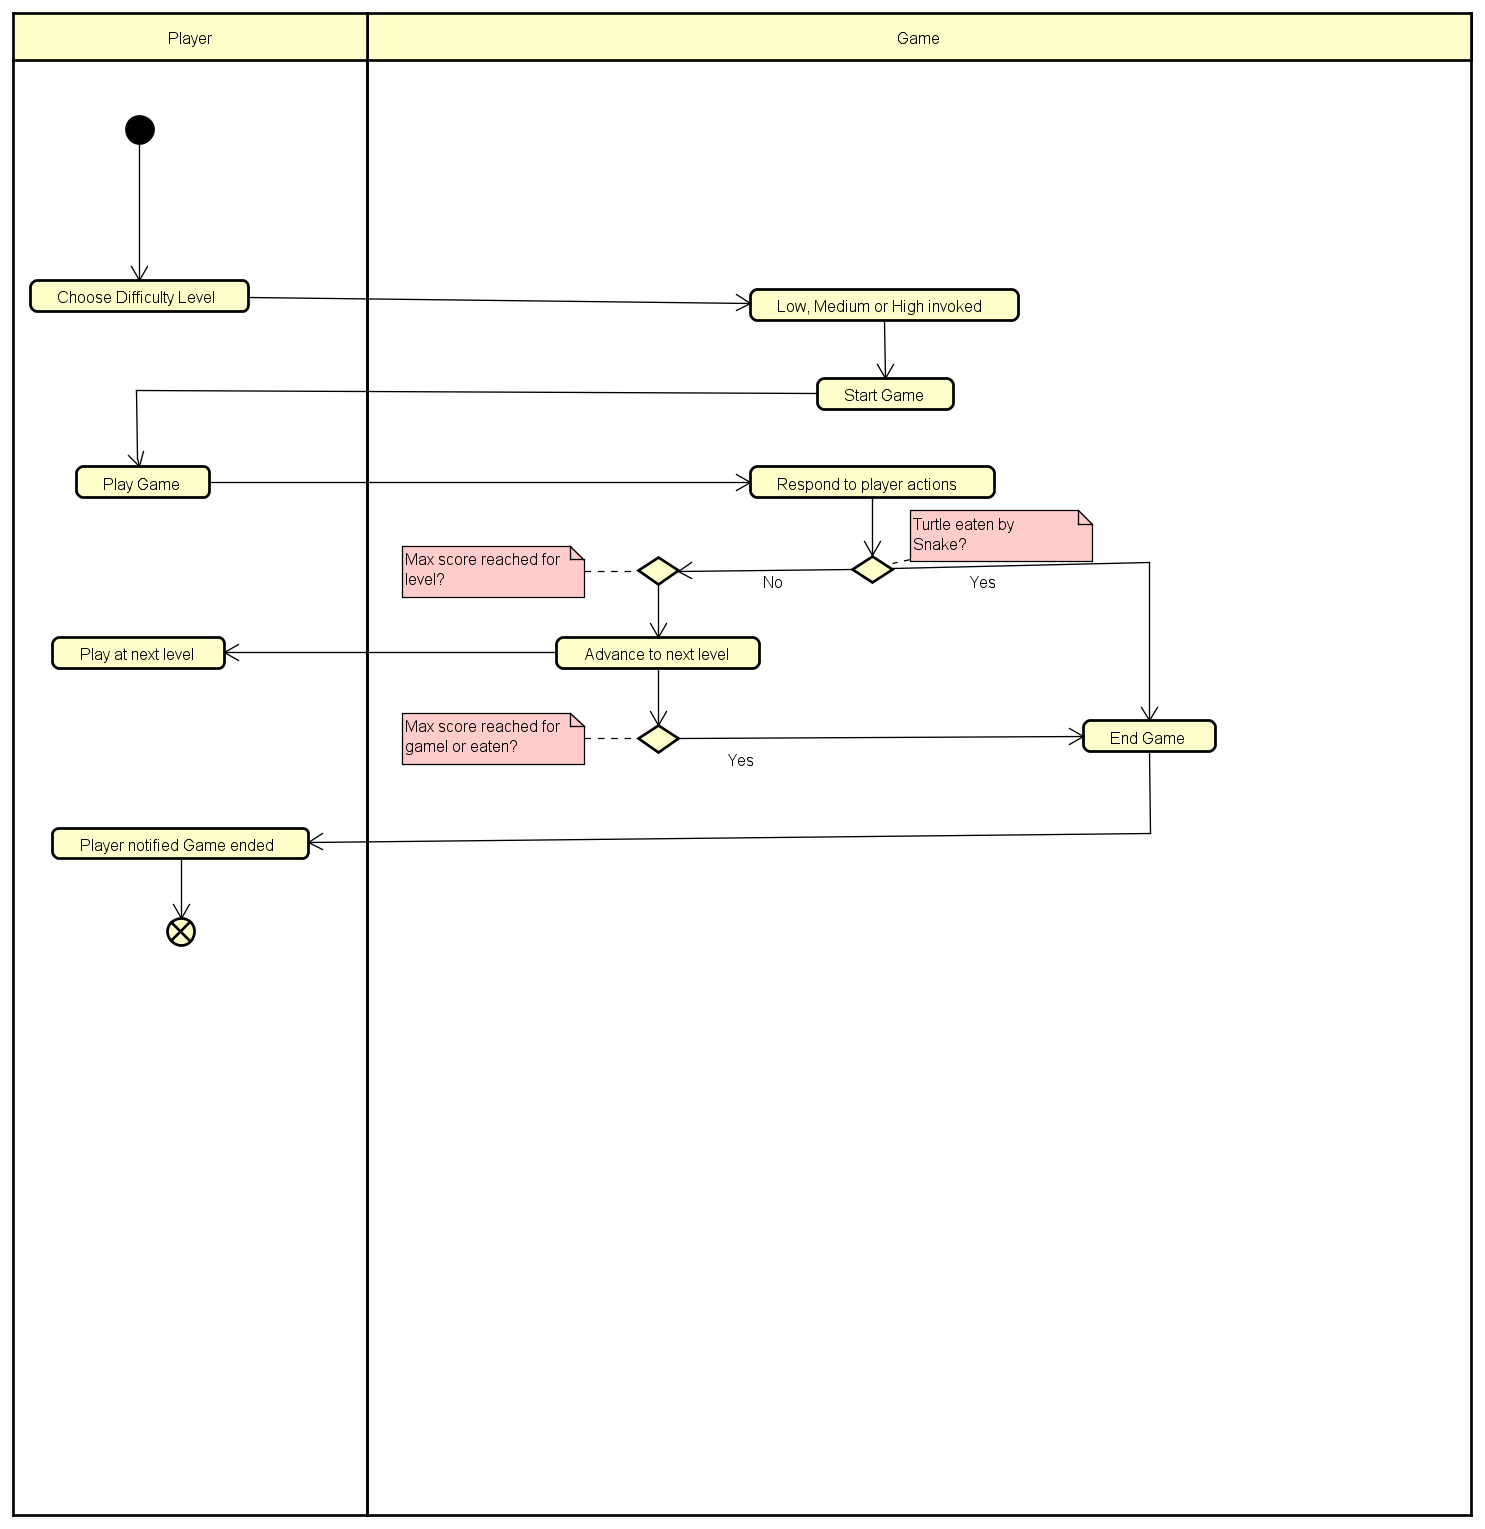 Player
Game
Choose Difficulty Level
Low, Medium or High invoked
Start Game
Play Game
Respond to player actions
Turtle eaten by
Snake?
Max score reached for
level?
No
Yes
Play at next level
Advance to next level
Max score reached for
gamel or eaten?
End Game
Yes
Player notified Game ended